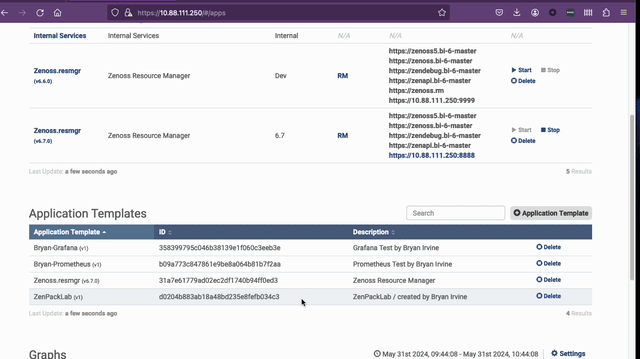 https://10.88.111.250/#/apps
Internal Services Internal Services Internal N/A N/A N/A
Zenoss.resmgr (v6.6.0) Zenoss Resource Manager Dev RM
https://zenoss5.bi-6-master
https://zenoss.bi-6-master
https://zendebug.bi-6-master
https://zenapi.bi-6-master
https://zenoss.rm
https://10.88.111.250:9999
Start Stop
Delete
Zenoss.resmgr (v6.7.0) Zenoss Resource Manager 6.7 RM
https://zenoss5.bi-6-master
https://zenoss.bi-6-master
https://zendebug.bi-6-master
https://zenapi.bi-6-master
https://10.88.111.250:8888
Start Stop
Delete
Last Update: a few seconds ago 5 Results
Application Templates Search Application Template
Application Template ID Description
Bryan-Grafana (v1) 358399795c046b38139e1f060c3eeb3e Grafana Test by Bryan Irvine Delete
Bryan-Prometheus (v1) b09a773c847861e9be8a064b81b7f2aa Prometheus Test by Bryan Irvine Delete
Zenoss.resmgr (v6.7.0) 31a7e61779ad02ec2df1740b94ff0ed3 Zenoss Resource Manager Delete
ZenPackLab (v1) d0204b883ab18a48bd235e8fefb034c3 ZenPackLab / created by Bryan Irvine Delete
Last Update: a few seconds ago 4 Results
Graphs May 31st 2024, 09:44:08 - May 31st 2024, 10:44:08 Settings